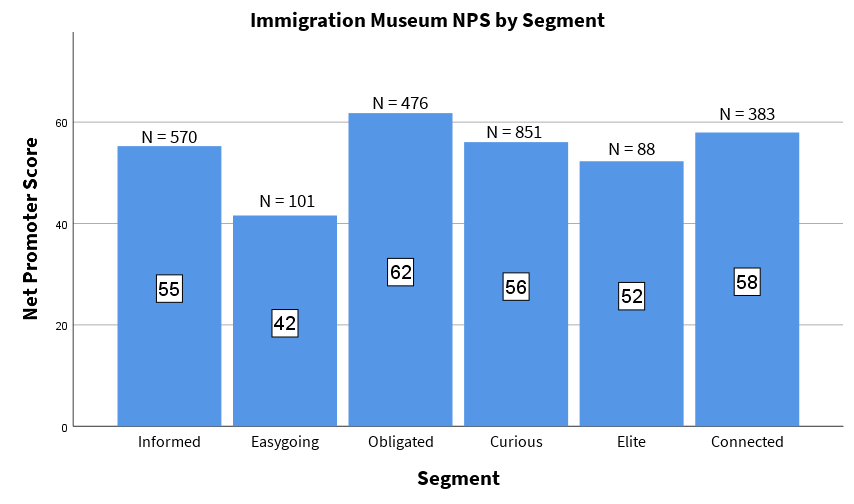 Immigration Museum NPS by Segment
Net Promoter Score
60
40
20
0
N = 570
N = 101
N = 476
N = 851
N = 88
N = 383
55
42
62
56
52
58
Informed
Easygoing
Obligated
Curious
Elite
Connected
Segment